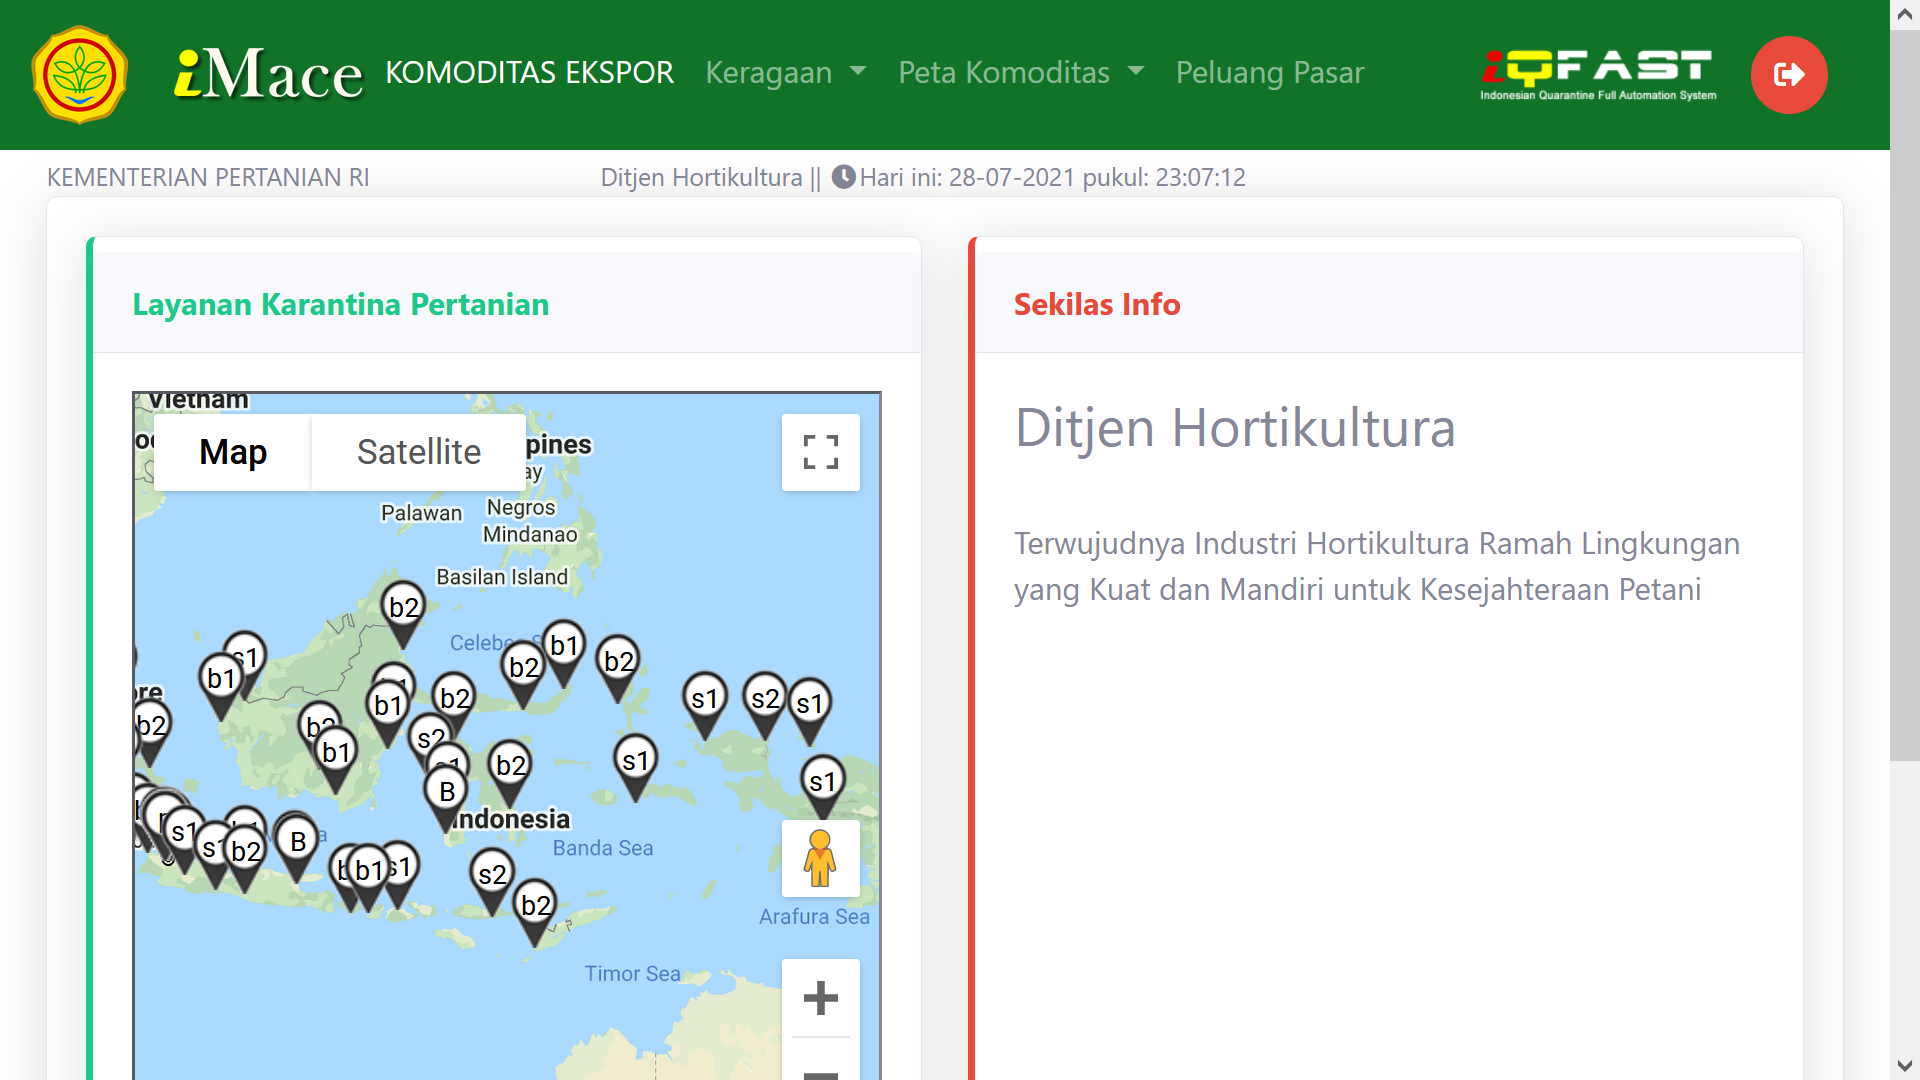 iMace KOMODITAS EKSPOR Keragaan Peta Komoditas Peluang Pasar iQFAST
Indonesian Quarantine Full Automation System
KEMENTERIAN PERTANIAN RI Ditjen Hortikultura || Hari ini: 28-07-2021 pukul: 23:07:12
Layanan Karantina Pertanian
Sekilas Info
Ditjen Hortikultura
Terwujudnya Industri Hortikultura Ramah Lingkungan
yang Kuat dan Mandiri untuk Kesejahteraan Petani
Vietnam
Map Satellite
pines
ay
Palawan
Negros
Mindanao
Basilan Island
b2
Celebes S
b1
b2
b2
s1
b1
b1
b2
s1
s2
s1
re
b2
b2
b1
s2
b2
s1
s1
B
Indonesia
s1
s1
b2
B
Banda Sea
b1
s1
s2
b2
Arafura Sea
Timor Sea